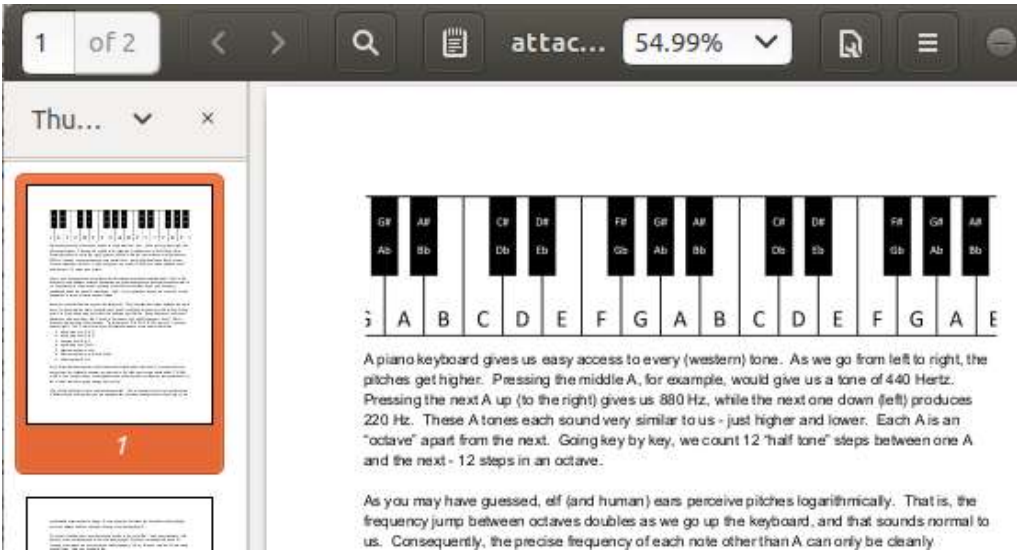 1 of 2 attac... 54.99%
Thu...
G# A# C# D# F# G# A# C# D# F# G# A#
Ab Bb Db Eb Gb Ab Bb Db Eb Gb Ab Bb
A B C D E F G A B C D E F G A
A piano keyboard gives us easy access to every (western) tone. As we go from left to right, the
pitches get higher. Pressing the middle A, for example, would give us a tone of 440 Hertz.
Pressing the next A up (to the right) gives us 880 Hz, while the next one down (left) produces
220 Hz. These A tones each sound very similar to us - just higher and lower. Each A is an
"octave" apart from the next. Going key by key, we count 12 "half tone" steps between one A
and the next - 12 steps in an octave.
As you may have guessed, elf (and human) ears perceive pitches logarithmically. That is, the
frequency jump between octaves doubles as we go up the keyboard, and that sounds normal to
us. Consequently, the precise frequency of each note other than A can only be cleanly
1